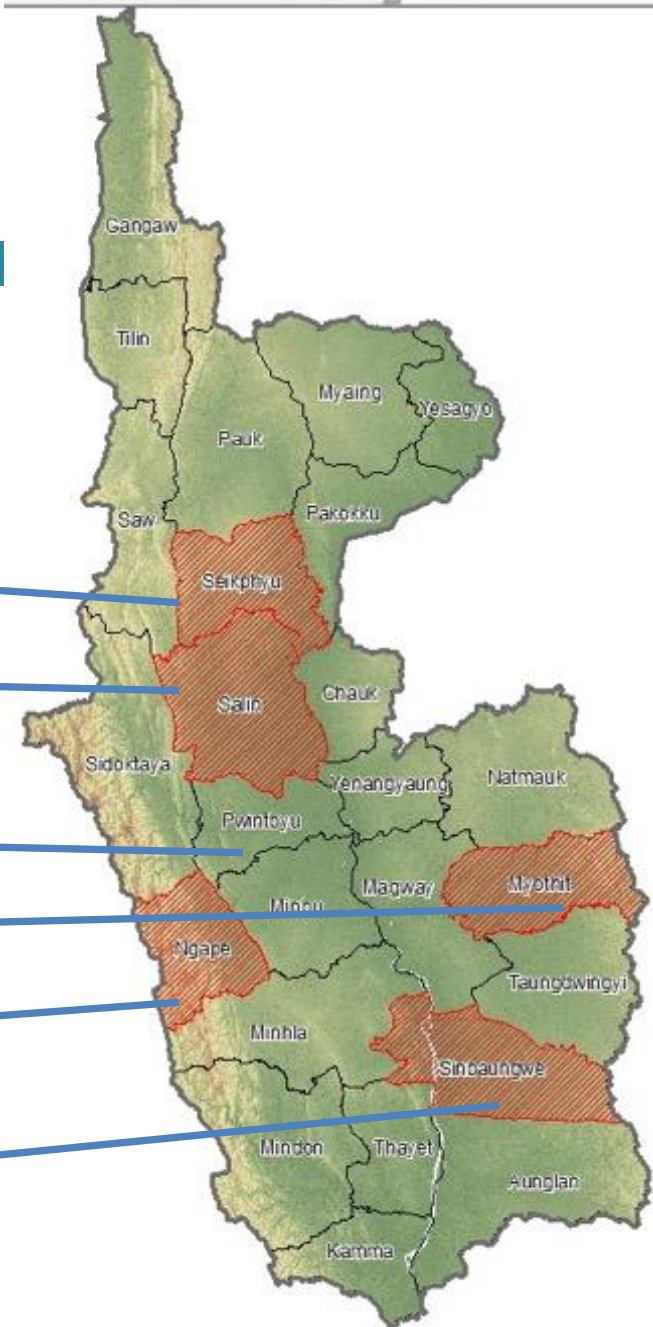 Gangaw
Tilin
Myaing
Yesagyo
Pauk
Saw
Pakokku
Seikphyu
Salin
Chauk
Sidoktaya
Yenangyaung
Natmauk
Pwintbyu
Minbu
Magway
Myothit
Ngape
Taungdwingyi
Minhla
Sinbaungwe
Mindon
Thayet
Aunglan
Kamma